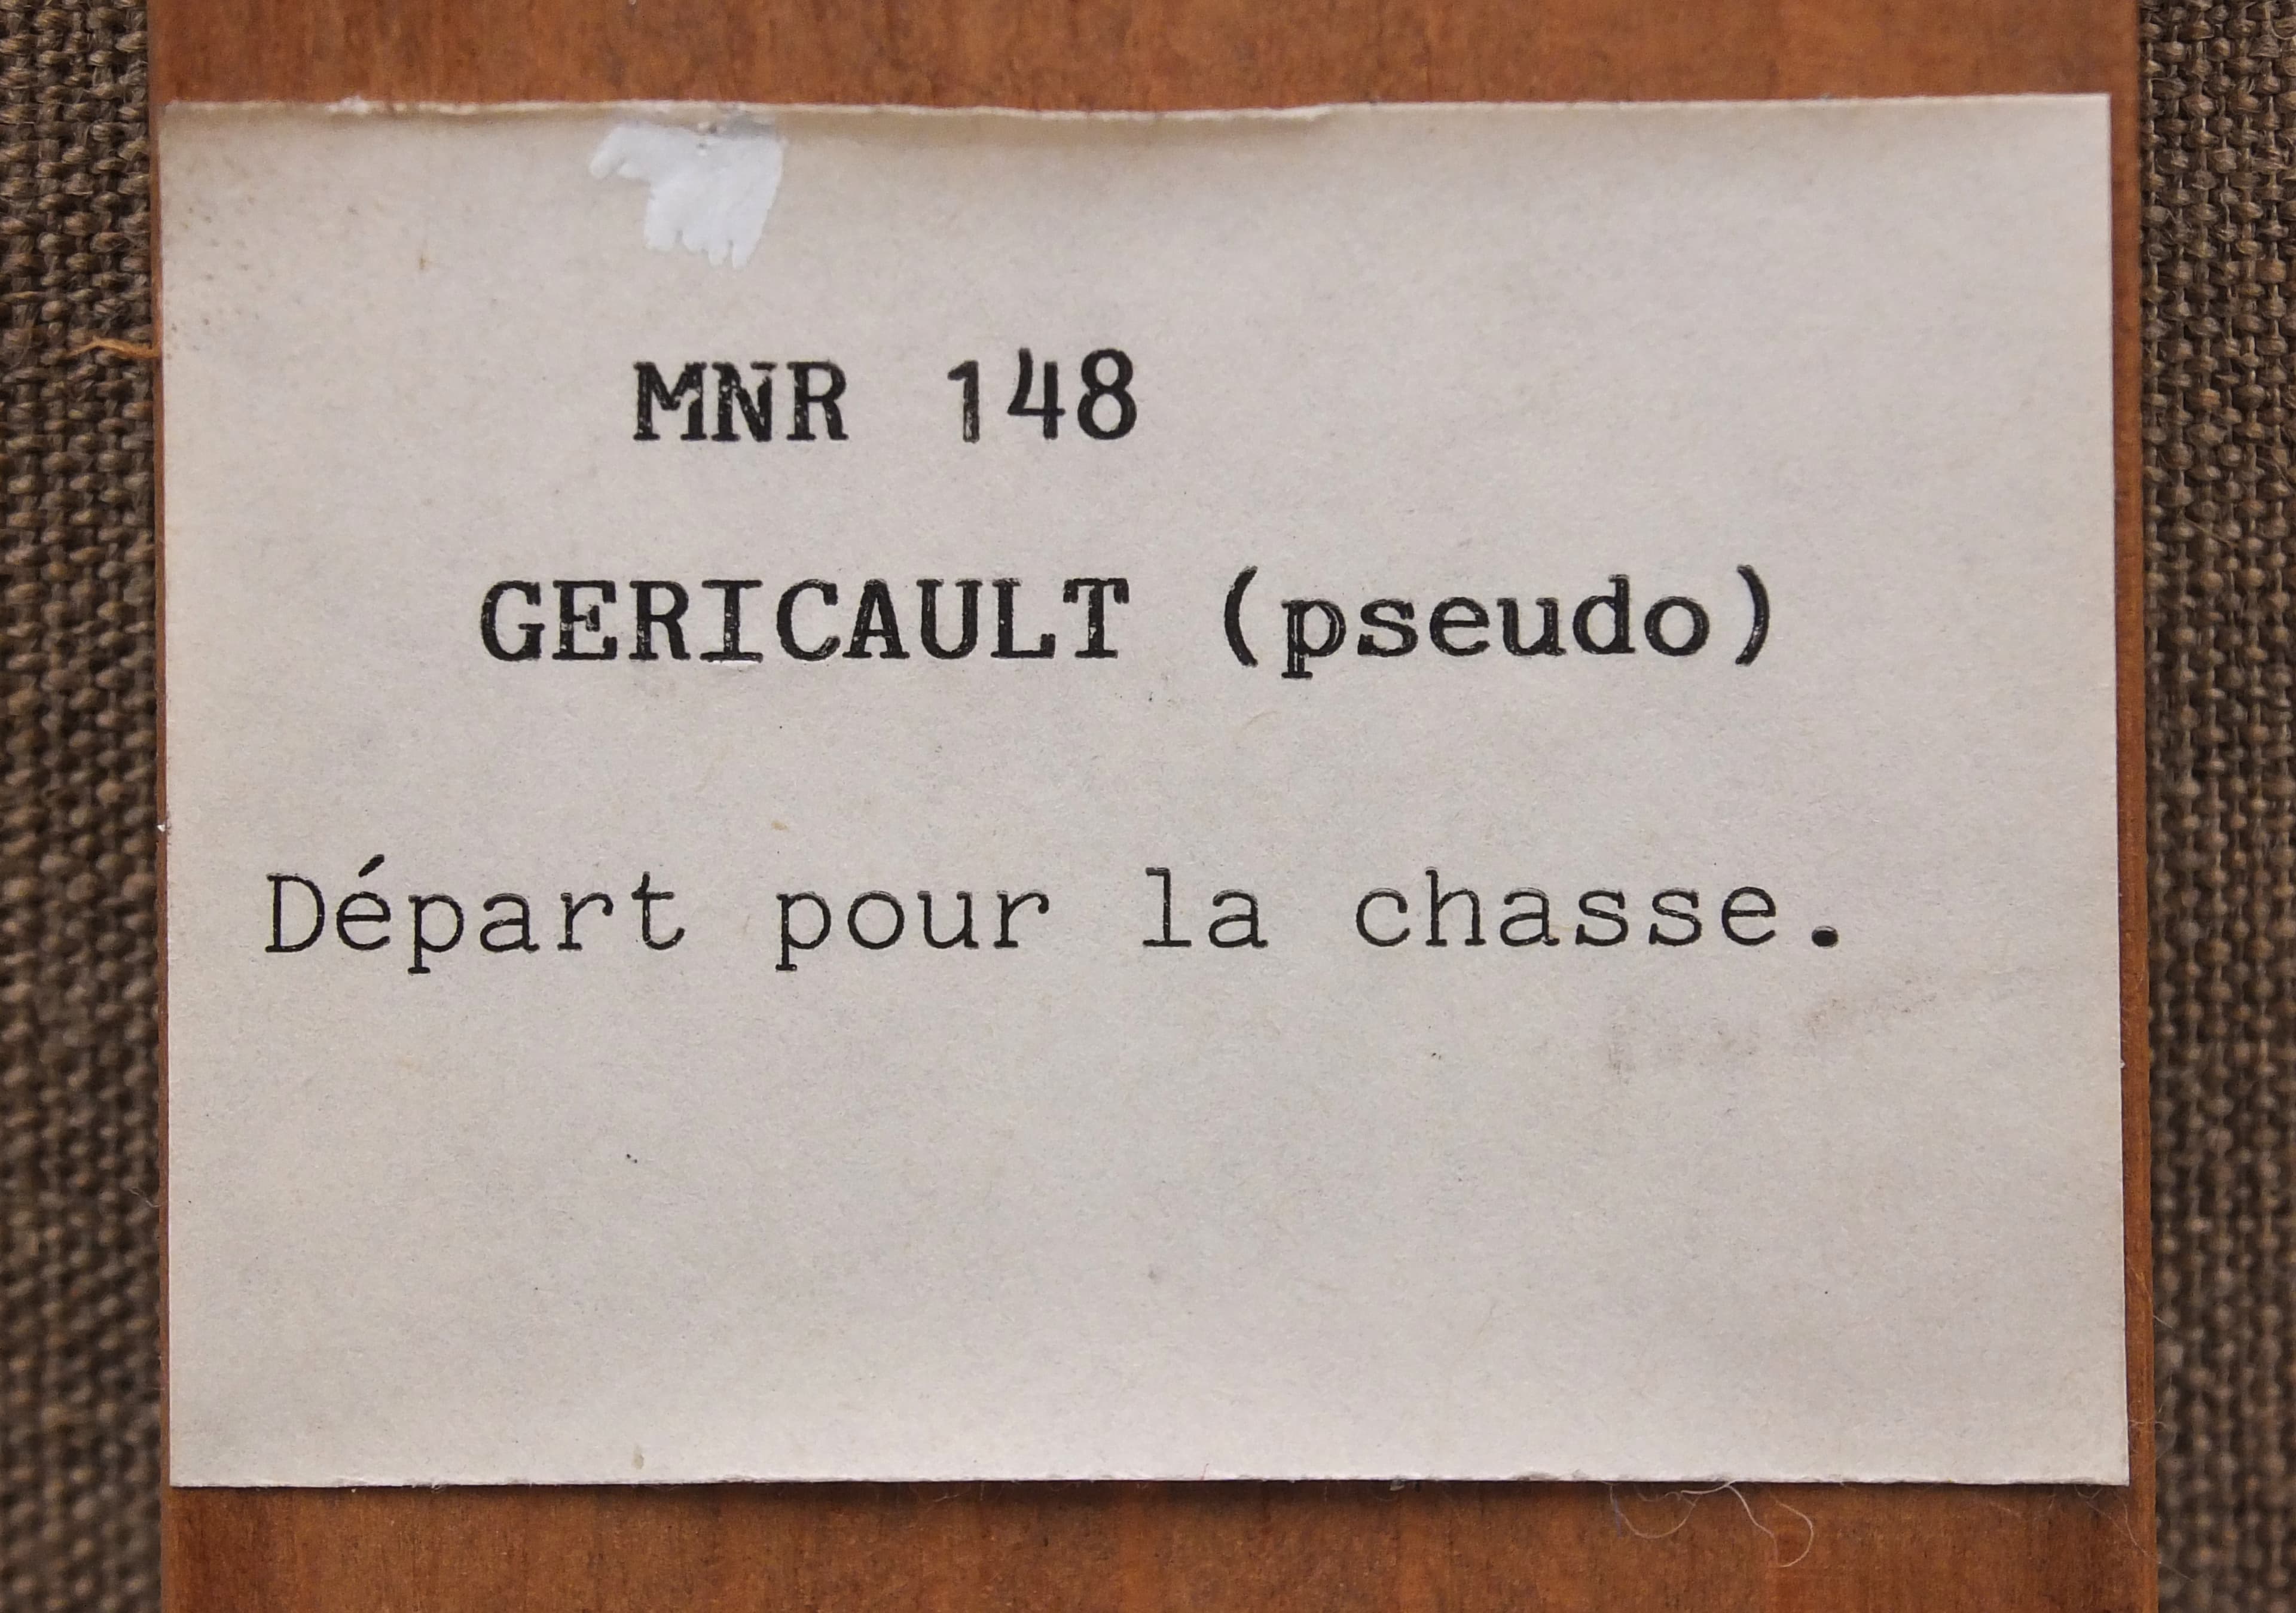 MNR 148
GERICAULT (pseudo)
Départ pour la chasse.